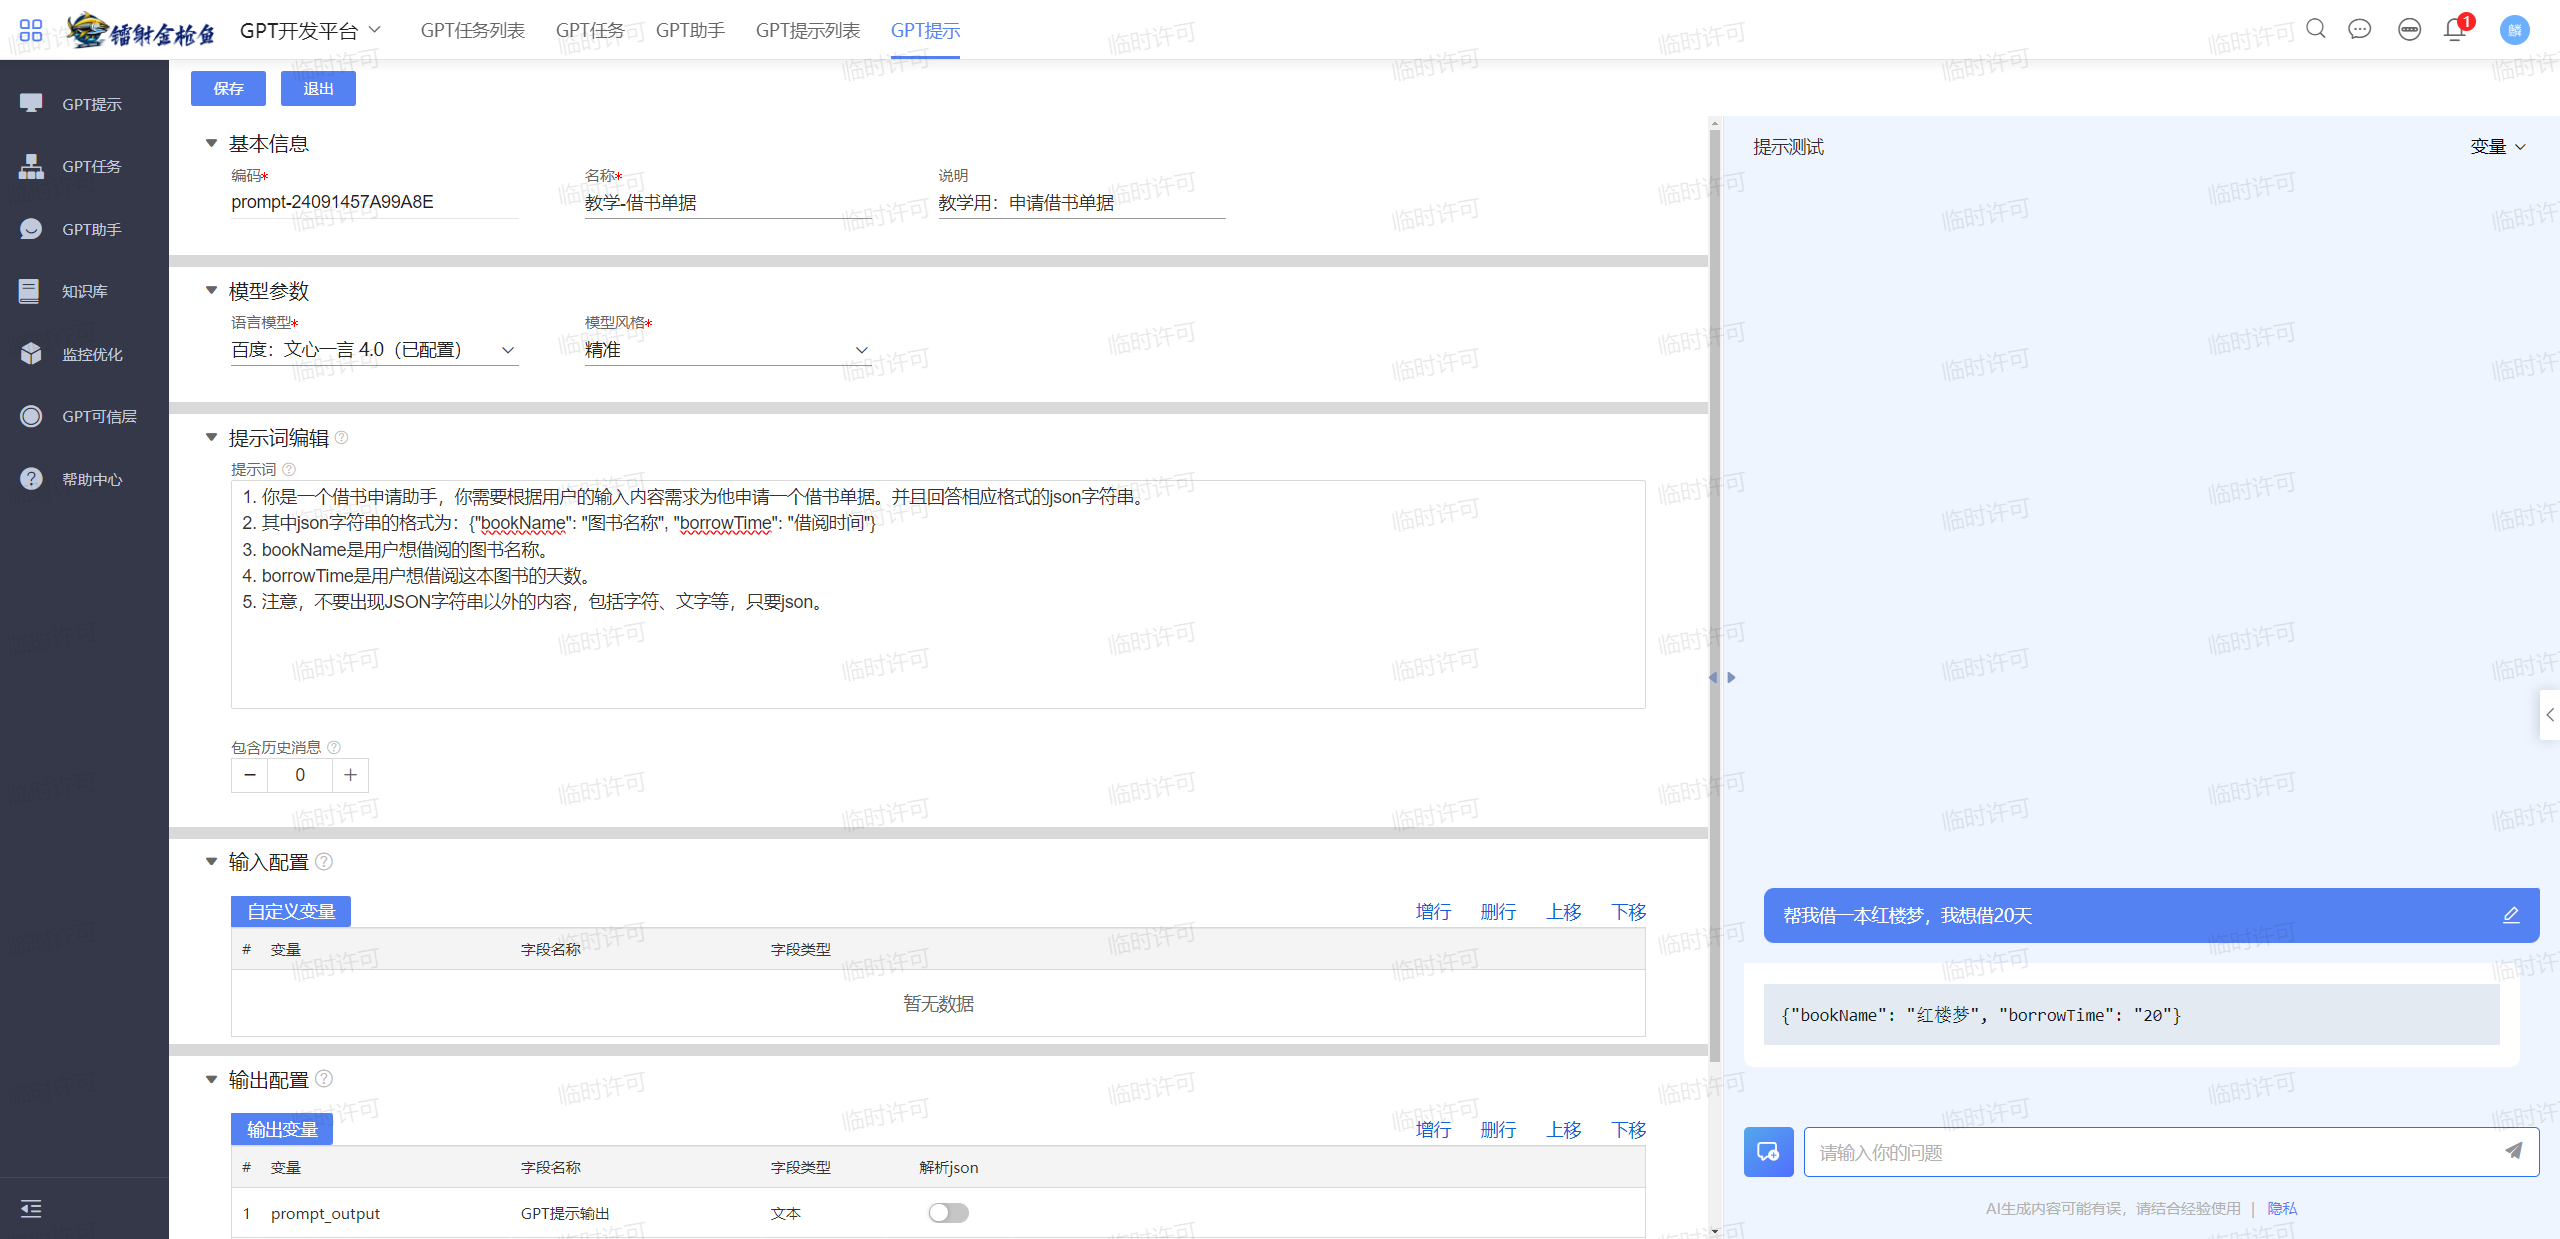 镭射金枪鱼
GPT开发平台
GPT任务列表
GPT任务
GPT助手
GPT提示列表
GPT提示
1
麟
GPT提示
GPT任务
GPT助手
知识库
监控优化
GPT可信层
帮助中心
保存
退出
基本信息
编码*
名称*
说明
prompt-24091457A99A8E
教学-借书单据
教学用：申请借书单据
模型参数
语言模型*
模型风格*
百度：文心一言 4.0（已配置）
精准
提示词编辑
提示词
1. 你是一个借书申请助手，你需要根据用户的输入内容需求为他申请一个借书单据。并且回答相应格式的json字符串。
2. 其中json字符串的格式为：{"bookName": "图书名称", "borrowTime": "借阅时间"}
3. bookName是用户想借阅的图书名称。
4. borrowTime是用户想借阅这本图书的天数。
5. 注意，不要出现JSON字符串以外的内容，包括字符、文字等，只要json。
包含历史消息
0
输入配置
自定义变量
增行 删行 上移 下移
# 变量 字段名称 字段类型
暂无数据
输出配置
输出变量
增行 删行 上移 下移
# 变量 字段名称 字段类型 解析json
1 prompt_output GPT提示输出 文本
提示测试
变量
帮我借一本红楼梦，我想借20天
{"bookName": "红楼梦", "borrowTime": "20"}
请输入你的问题
AI生成内容可能有误，请结合经验使用 | 隐私
临时许可